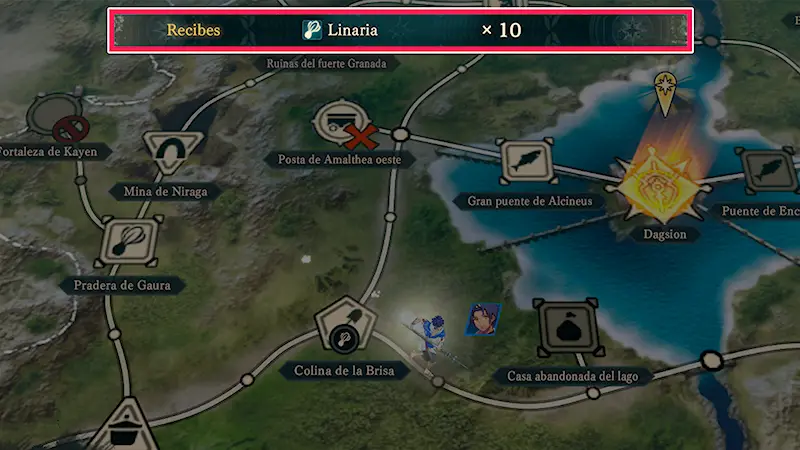 Recibes Linaria × 10
Ruinas del fuerte Granada
Fortaleza de Kayen
Posta de Amalthea oeste
Mina de Niraga
Gran puente de Alcineus
Puente de Enc
Dagsion
Pradera de Gaura
Colina de la Brisa
Casa abandonada del lago